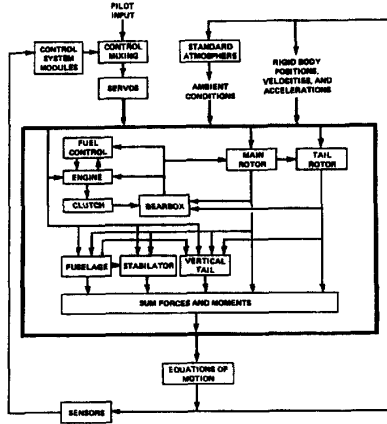 PILOT
INPUT
CONTROL
SYSTEM
MODULES
CONTROL
MIXING
STANDARD
ATMOSPHERE
SERVOS
AMBIENT
CONDITIONS
RIGID BODY
POSITIONS,
VELOSITIES, AND
ACCELERATIONS
FUEL
CONTROL
ENGINE
CLUTCH
GEARBOX
MAIN
ROTOR
TAIL
ROTOR
FUSELAGE
STABILATOR
VERTICAL
TAIL
SUM FORCES AND MOMENTS
EQUATIONS OF
MOTION
SENSORS